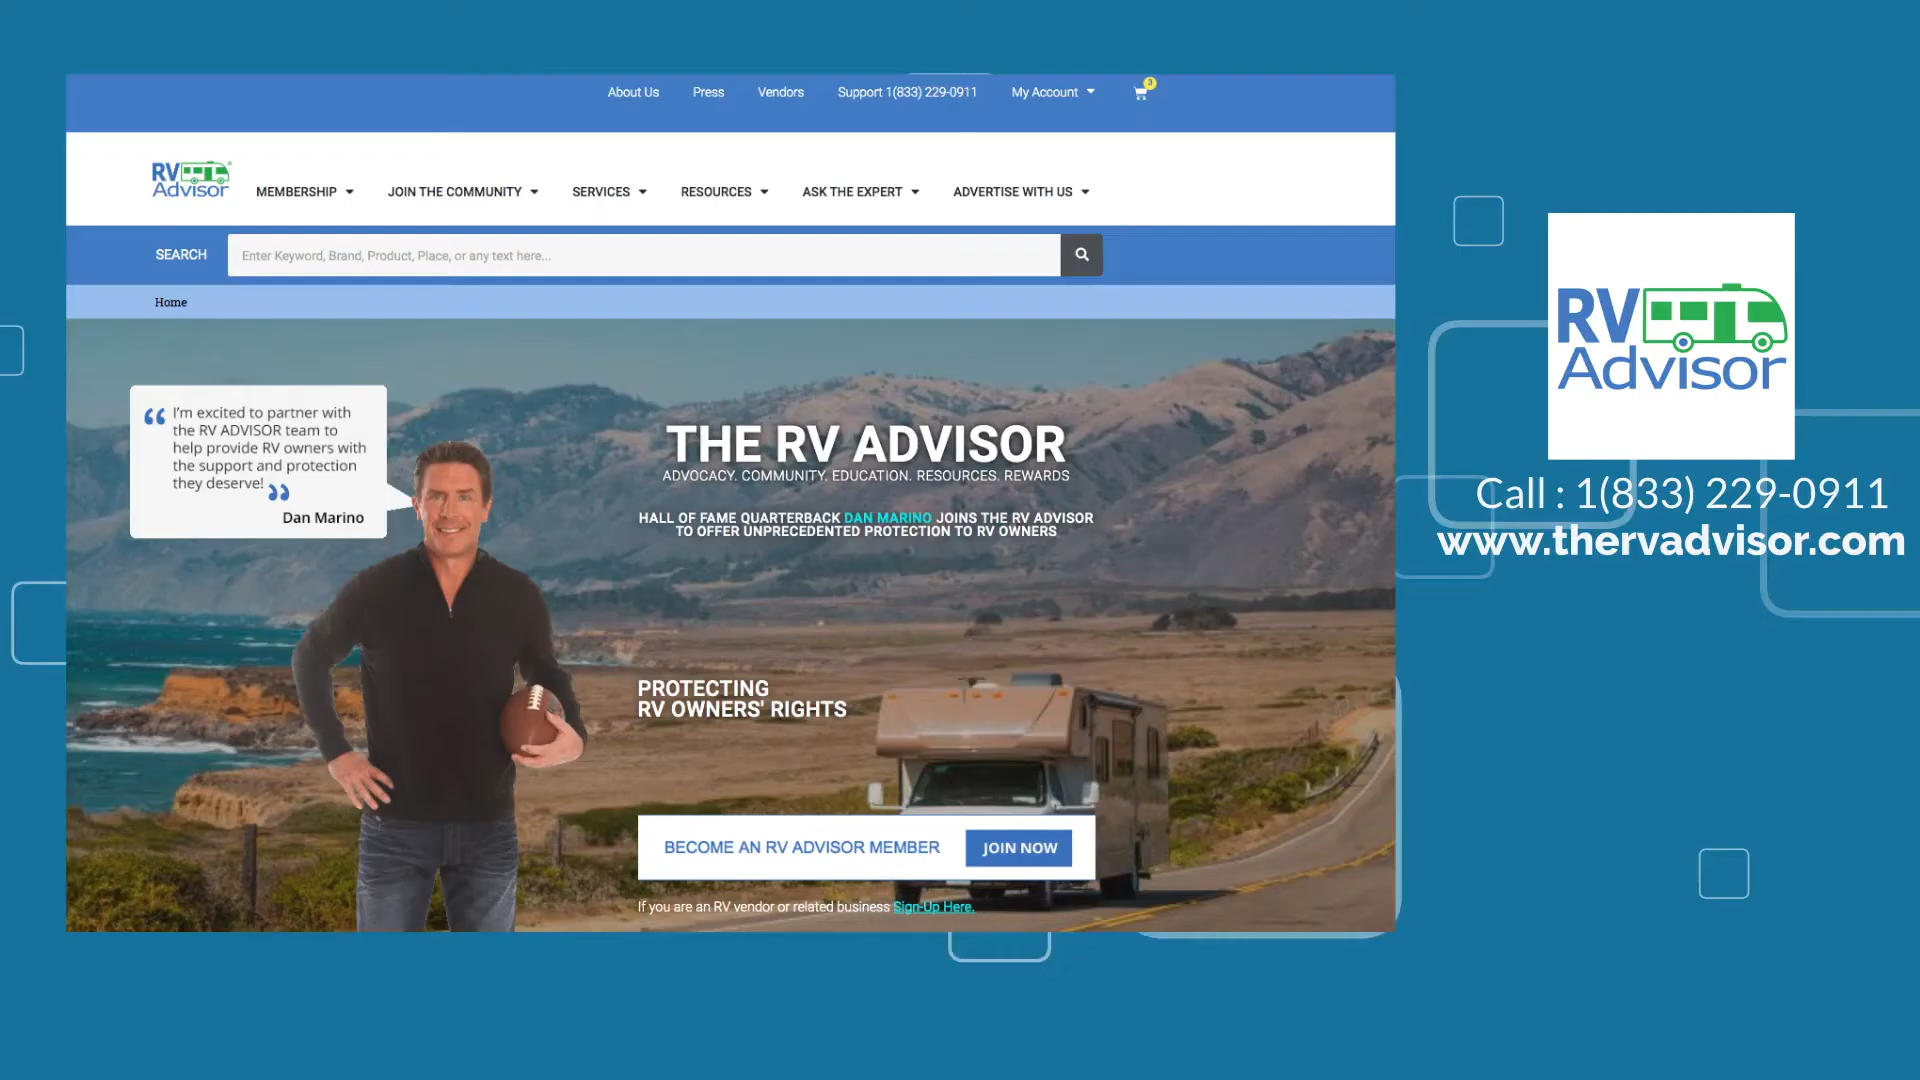 About Us Press Vendors Support 1(833) 229-0911 My Account 3
RV
Advisor
MEMBERSHIP JOIN THE COMMUNITY SERVICES RESOURCES ASK THE EXPERT ADVERTISE WITH US
SEARCH Enter Keyword, Brand, Product, Place, or any text here...
Home
“ I'm excited to partner with
the RV ADVISOR team to
help provide RV owners with
the support and protection
they deserve! ”
Dan Marino
THE RV ADVISOR
ADVOCACY. COMMUNITY. EDUCATION. RESOURCES. REWARDS
HALL OF FAME QUARTERBACK DAN MARINO JOINS THE RV ADVISOR
TO OFFER UNPRECEDENTED PROTECTION TO RV OWNERS
PROTECTING
RV OWNERS' RIGHTS
BECOME AN RV ADVISOR MEMBER JOIN NOW
If you are an RV vendor or related business Sign-Up Here.
RV
Advisor
Call : 1(833) 229-0911
www.thervadvisor.com